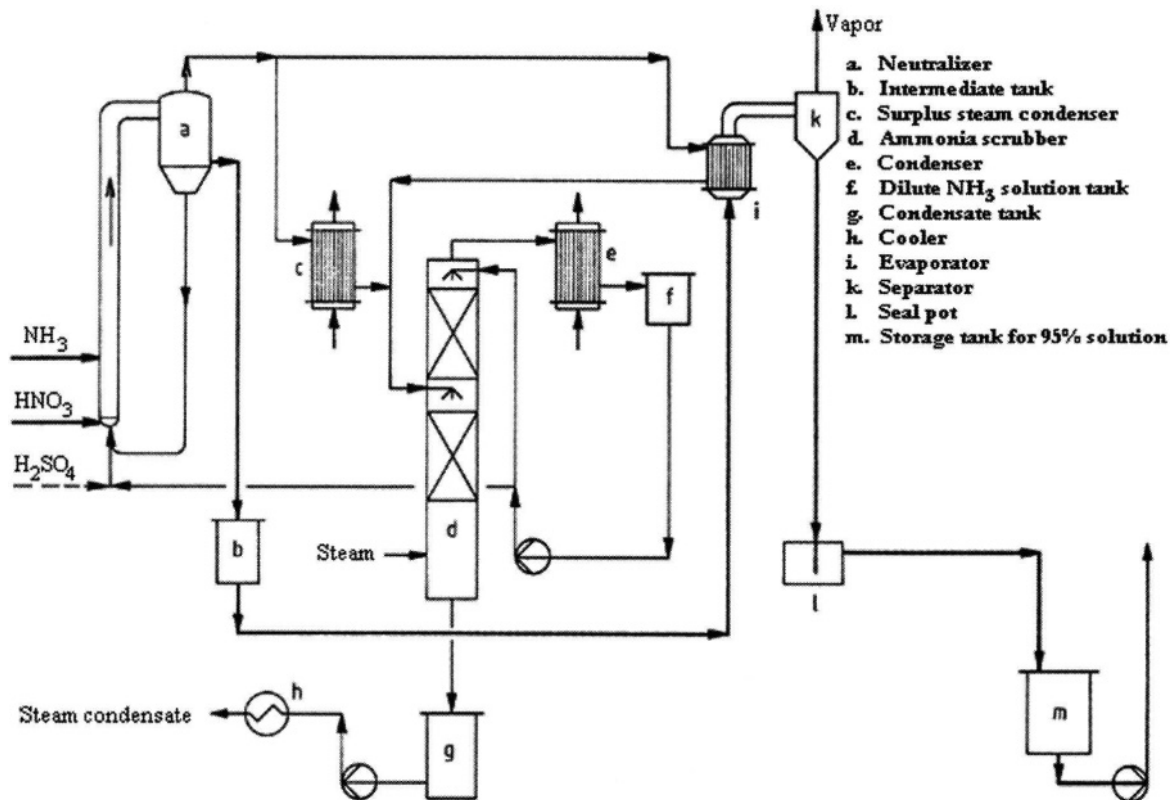 Vapor
a. Neutralizer
b. Intermediate tank
c. Surplus steam condenser
d. Ammonia scrubber
e. Condenser
f. Dilute NH₃ solution tank
g. Condensate tank
h. Cooler
i. Evaporator
k. Separator
l. Seal pot
m. Storage tank for 95% solution
a
k
i
c
e
f
NH₃
HNO₃
H₂SO₄
b
d
Steam
l
h
Steam condensate
g
m